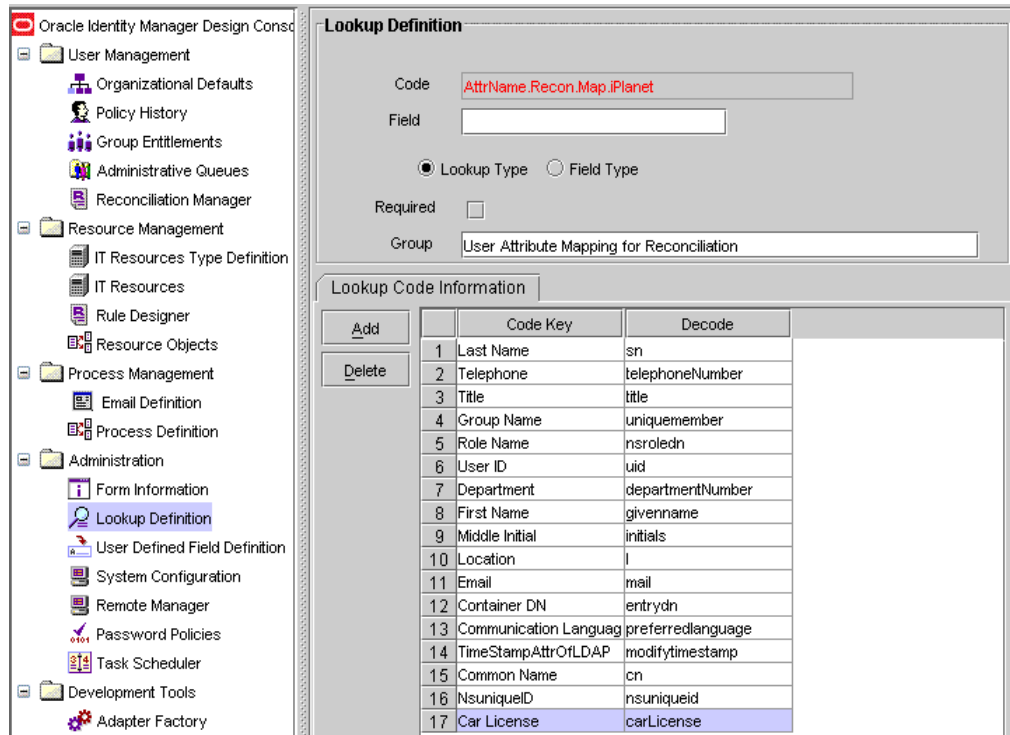 Oracle Identity Manager Design Conso
User Management
Organizational Defaults
Policy History
Group Entitlements
Administrative Queues
Reconciliation Manager
Resource Management
IT Resources Type Definition
IT Resources
Rule Designer
Resource Objects
Process Management
Email Definition
Process Definition
Administration
Form Information
Lookup Definition
User Defined Field Definition
System Configuration
Remote Manager
Password Policies
Task Scheduler
Development Tools
Adapter Factory
Lookup Definition
Code AttrName.Recon.Map.iPlanet
Field
Lookup Type Field Type
Required
Group User Attribute Mapping for Reconciliation
Lookup Code Information
Add
Delete
Code Key Decode
1 Last Name sn
2 Telephone telephoneNumber
3 Title title
4 Group Name uniquemember
5 Role Name nsroledn
6 User ID uid
7 Department departmentNumber
8 First Name givenname
9 Middle Initial initials
10 Location l
11 Email mail
12 Container DN entrydn
13 Communication Languag preferredlanguage
14 TimeStampAttrOfLDAP modifytimestamp
15 Common Name cn
16 NsuniqueID nsuniqueid
17 Car License carLicense